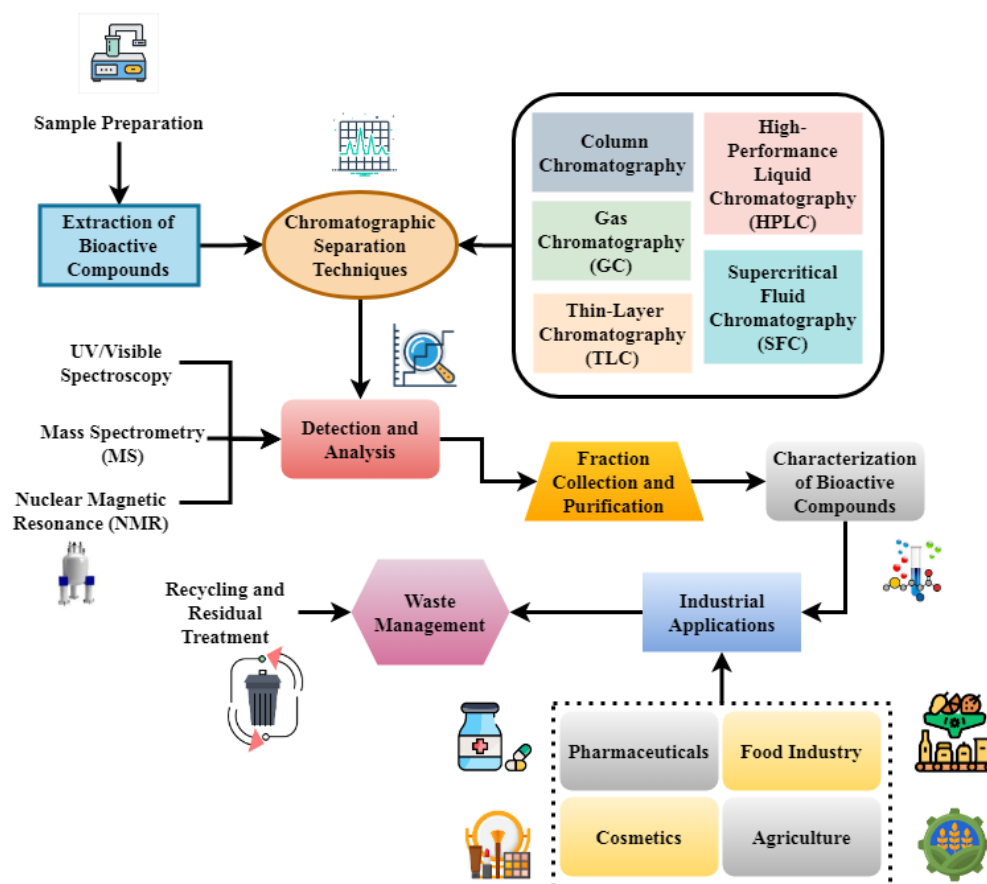 Sample Preparation
Extraction of
Bioactive
Compounds
Chromatographic
Separation
Techniques
Column
Chromatography
Gas
Chromatography
(GC)
Thin-Layer
Chromatography
(TLC)
High-
Performance
Liquid
Chromatography
(HPLC)
Supercritical
Fluid
Chromatography
(SFC)
UV/Visible
Spectroscopy
Mass Spectrometry
(MS)
Nuclear Magnetic
Resonance (NMR)
Detection and
Analysis
Fraction
Collection and
Purification
Characterization
of Bioactive
Compounds
Recycling and
Residual
Treatment
Waste
Management
Industrial
Applications
Pharmaceuticals
Food Industry
Cosmetics
Agriculture